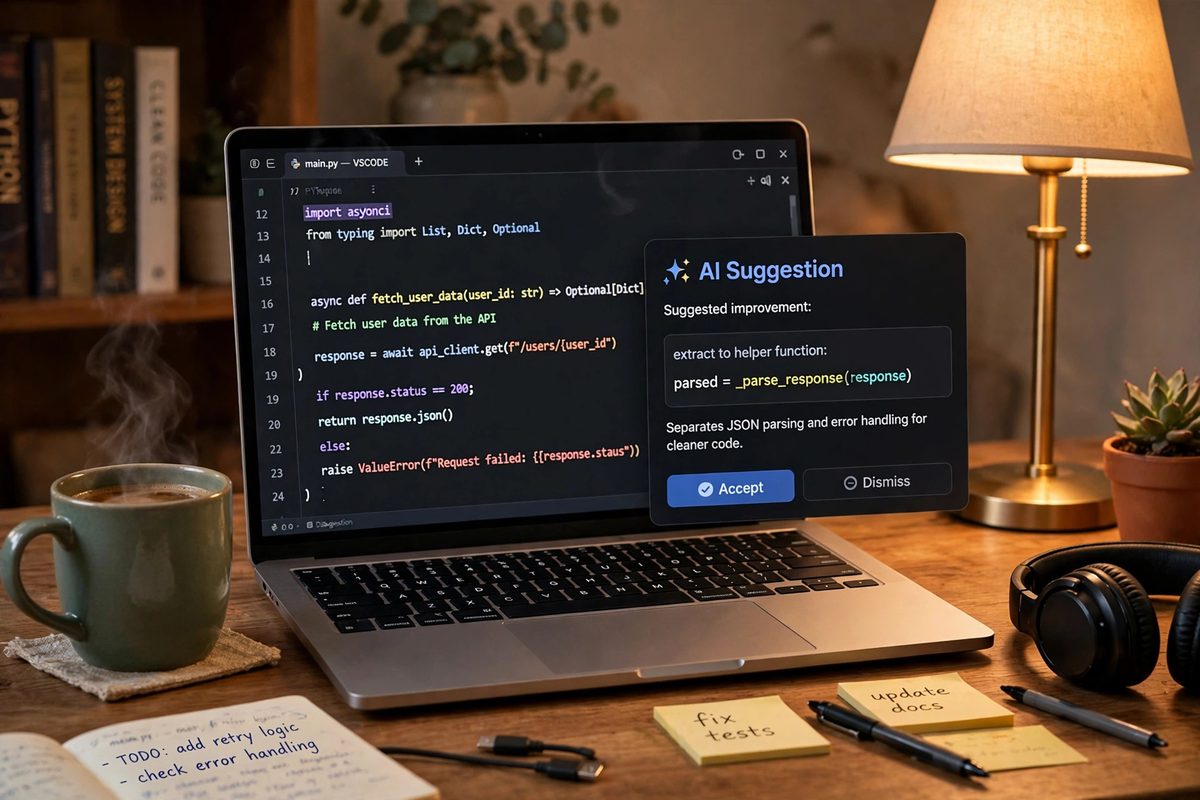 PYTHON
SYSTEM DESIGN
CLEAN CODE
main.py — VSCODE
12 import asyonci
13 from typing import List, Dict, Optional
14
15
16 async def fetch_user_data(user_id: str) => Optional[Dict]
17 # Fetch user data from the API
18 response = await api_client.get(f"/users/{user_id")
19 )
19 if response.status == 200;
20 return response.json()
22 else:
23 raise ValueError(f"Request failed: {{response.staus"))
24 )
AI Suggestion
Suggested improvement:
extract to helper function:
parsed = _parse_response(response)
Separates JSON parsing and error handling for
cleaner code.
Accept
Dismiss
- TODO: add retry logic
- check error handling
fix
tests
update
docs